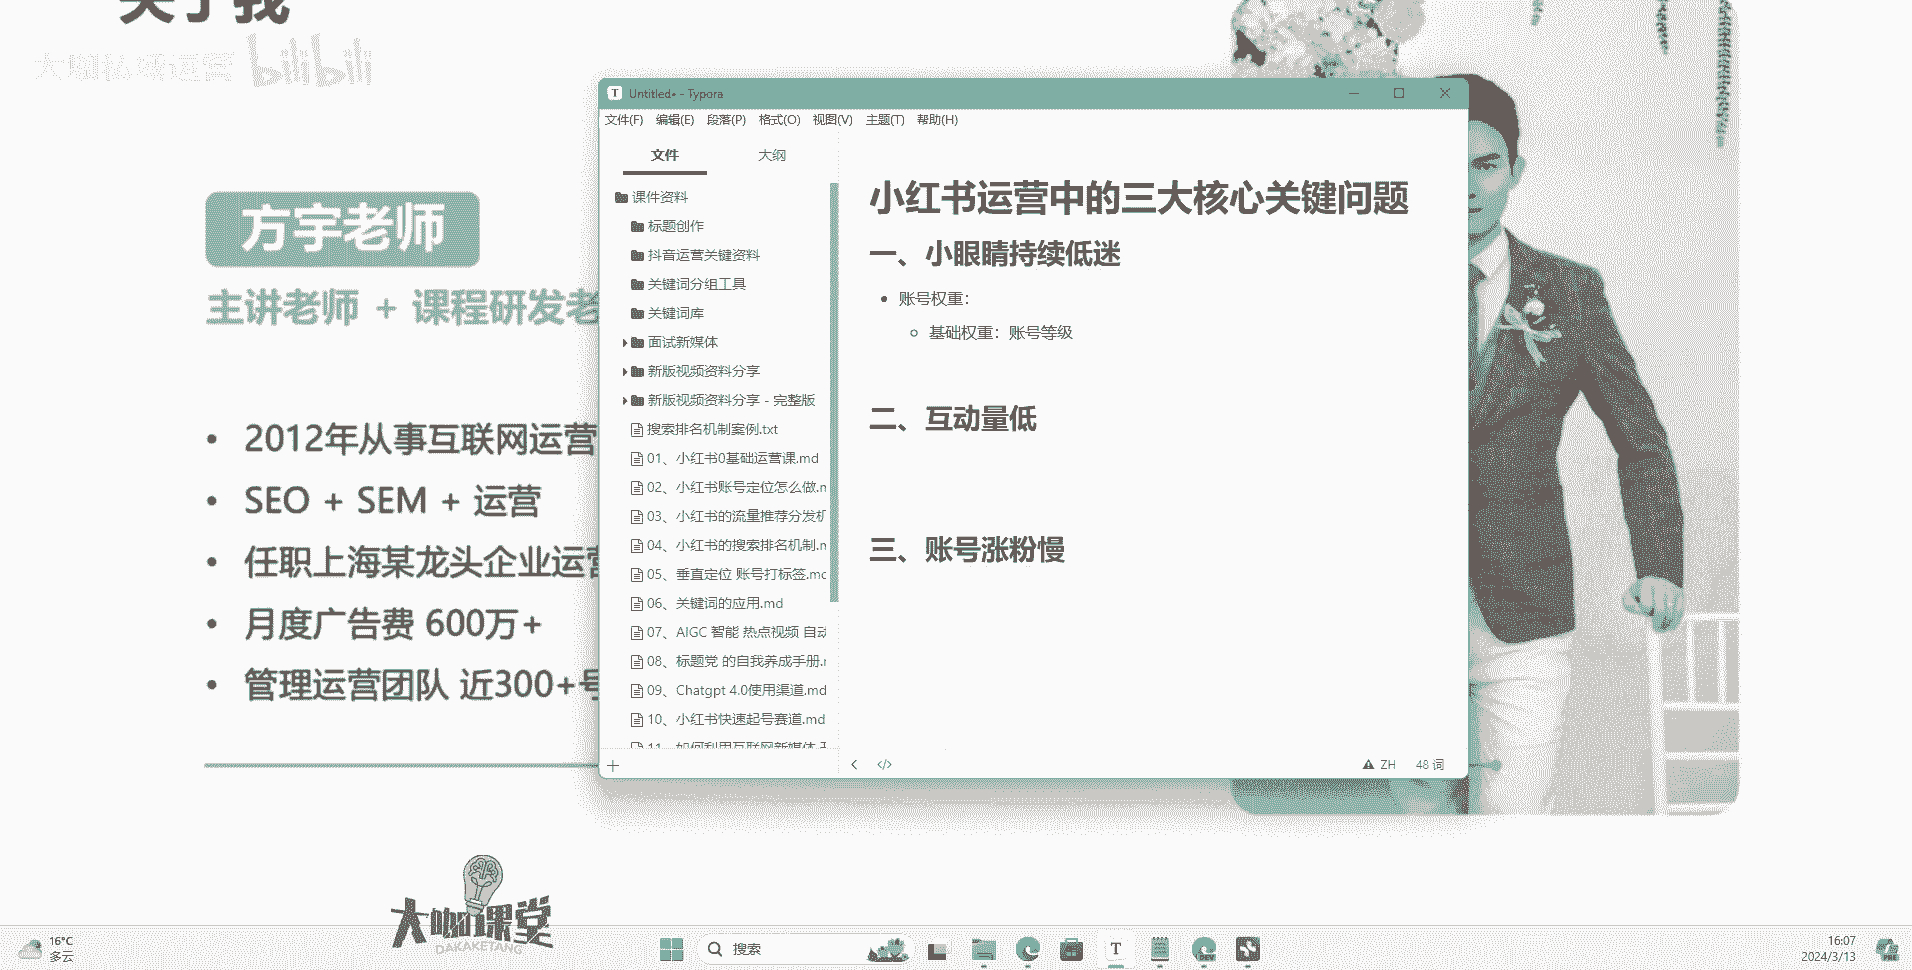 关于我
大咖私域运营 bilibili
方宇老师
主讲老师 + 课程研发老
2012年从事互联网运营
SEO + SEM + 运营
任职上海某龙头企业运营
月度广告费 600万+
管理运营团队 近300+号
Untitled• - Typora
文件(F) 编辑(E) 段落(P) 格式(O) 视图(V) 主题(T) 帮助(H)
文件 大纲
课件资料
标题创作
抖音运营关键资料
关键词分组工具
关键词库
面试新媒体
新版视频资料分享
新版视频资料分享 - 完整版
搜索排名机制案例.txt
01、小红书0基础运营课.md
02、小红书账号定位怎么做.m
03、小红书的流量推荐分发机
04、小红书的搜索排名机制.m
05、垂直定位 账号打标签.md
06、关键词的应用.md
07、AIGC 智能 热点视频 自动
08、标题党 的自我养成手册.m
09、Chatgpt 4.0使用渠道.md
10、小红书快速起号赛道.md
11、如何利用互联网新媒体
小红书运营中的三大核心关键问题
一、小眼睛持续低迷
账号权重：
基础权重：账号等级
二、互动量低
三、账号涨粉慢
ZH 48 词
大咖课堂
DAKAKETANG
16°C
多云
搜索
T
DEV
16:07
2024/3/13
PRE